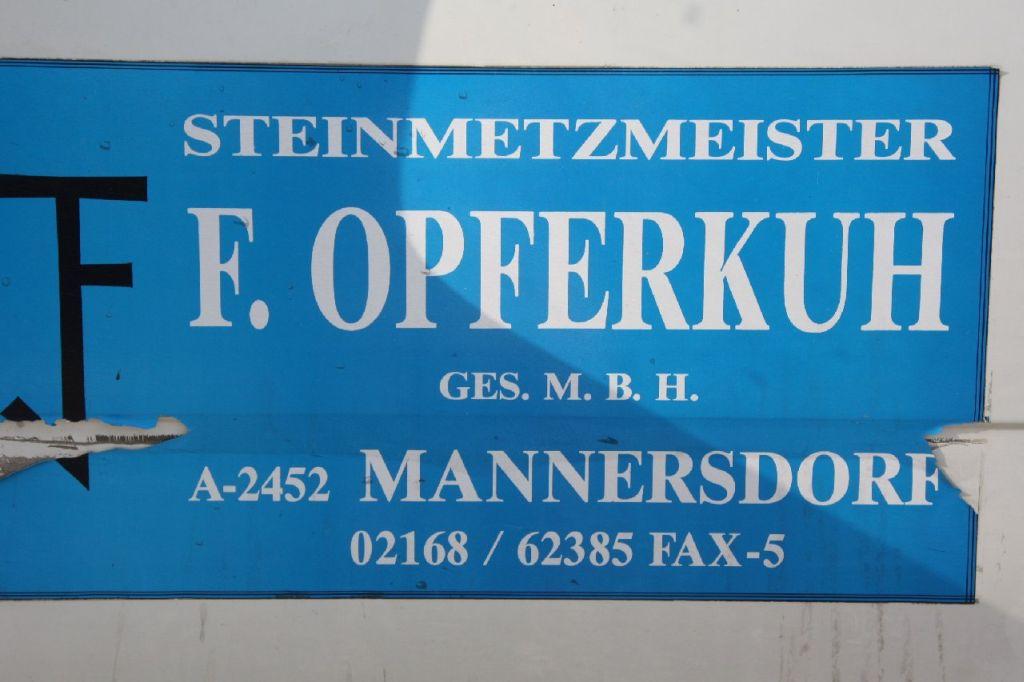 STEINMETZMEISTER
F. OPFERKUH
GES. M. B. H.
A-2452 MANNERSDORF
02168 / 62385 FAX-5